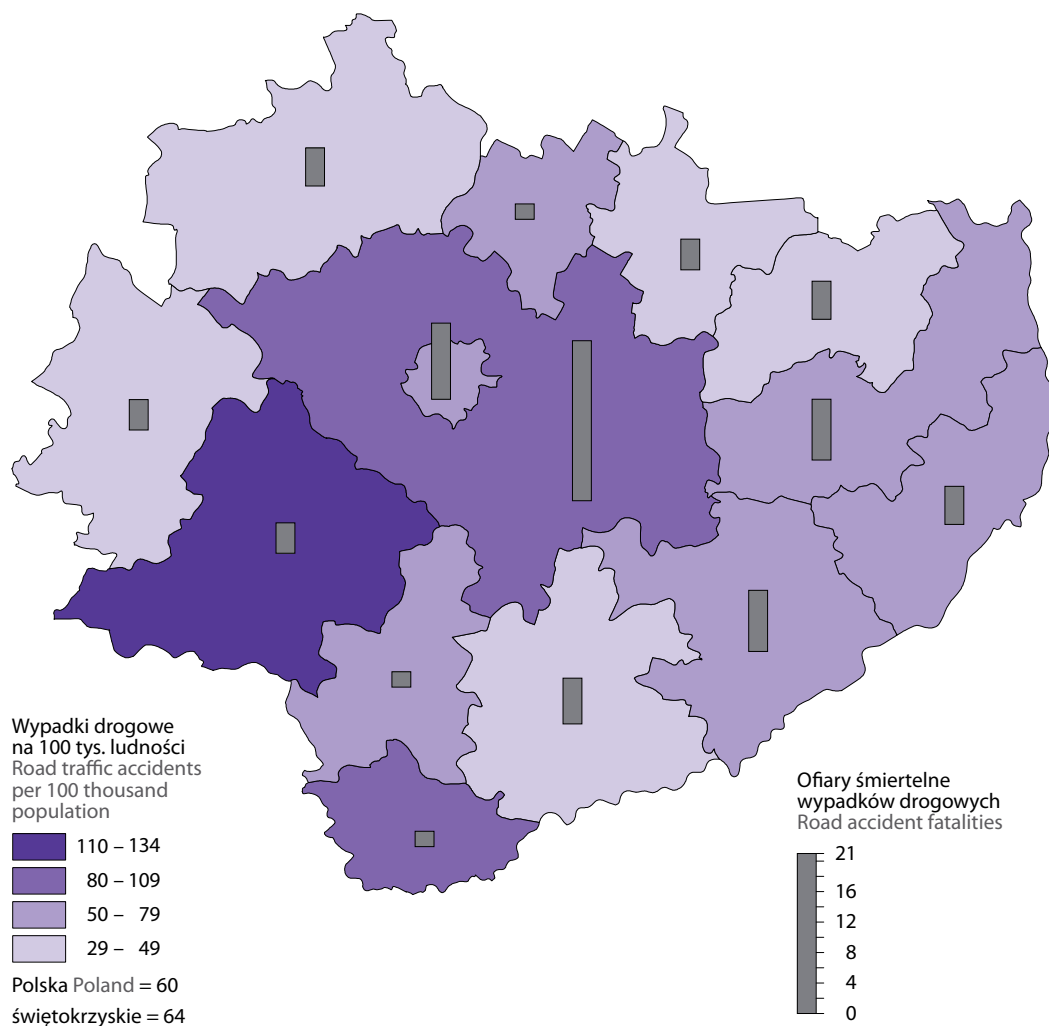 Wypadki drogowe
na 100 tys. ludności
Road traffic accidents
per 100 thousand
population
110 – 134
80 – 109
50 – 79
29 – 49
Polska Poland = 60
świętokrzyskie = 64
Ofiary śmiertelne
wypadków drogowych
Road accident fatalities
21
16
12
8
4
0